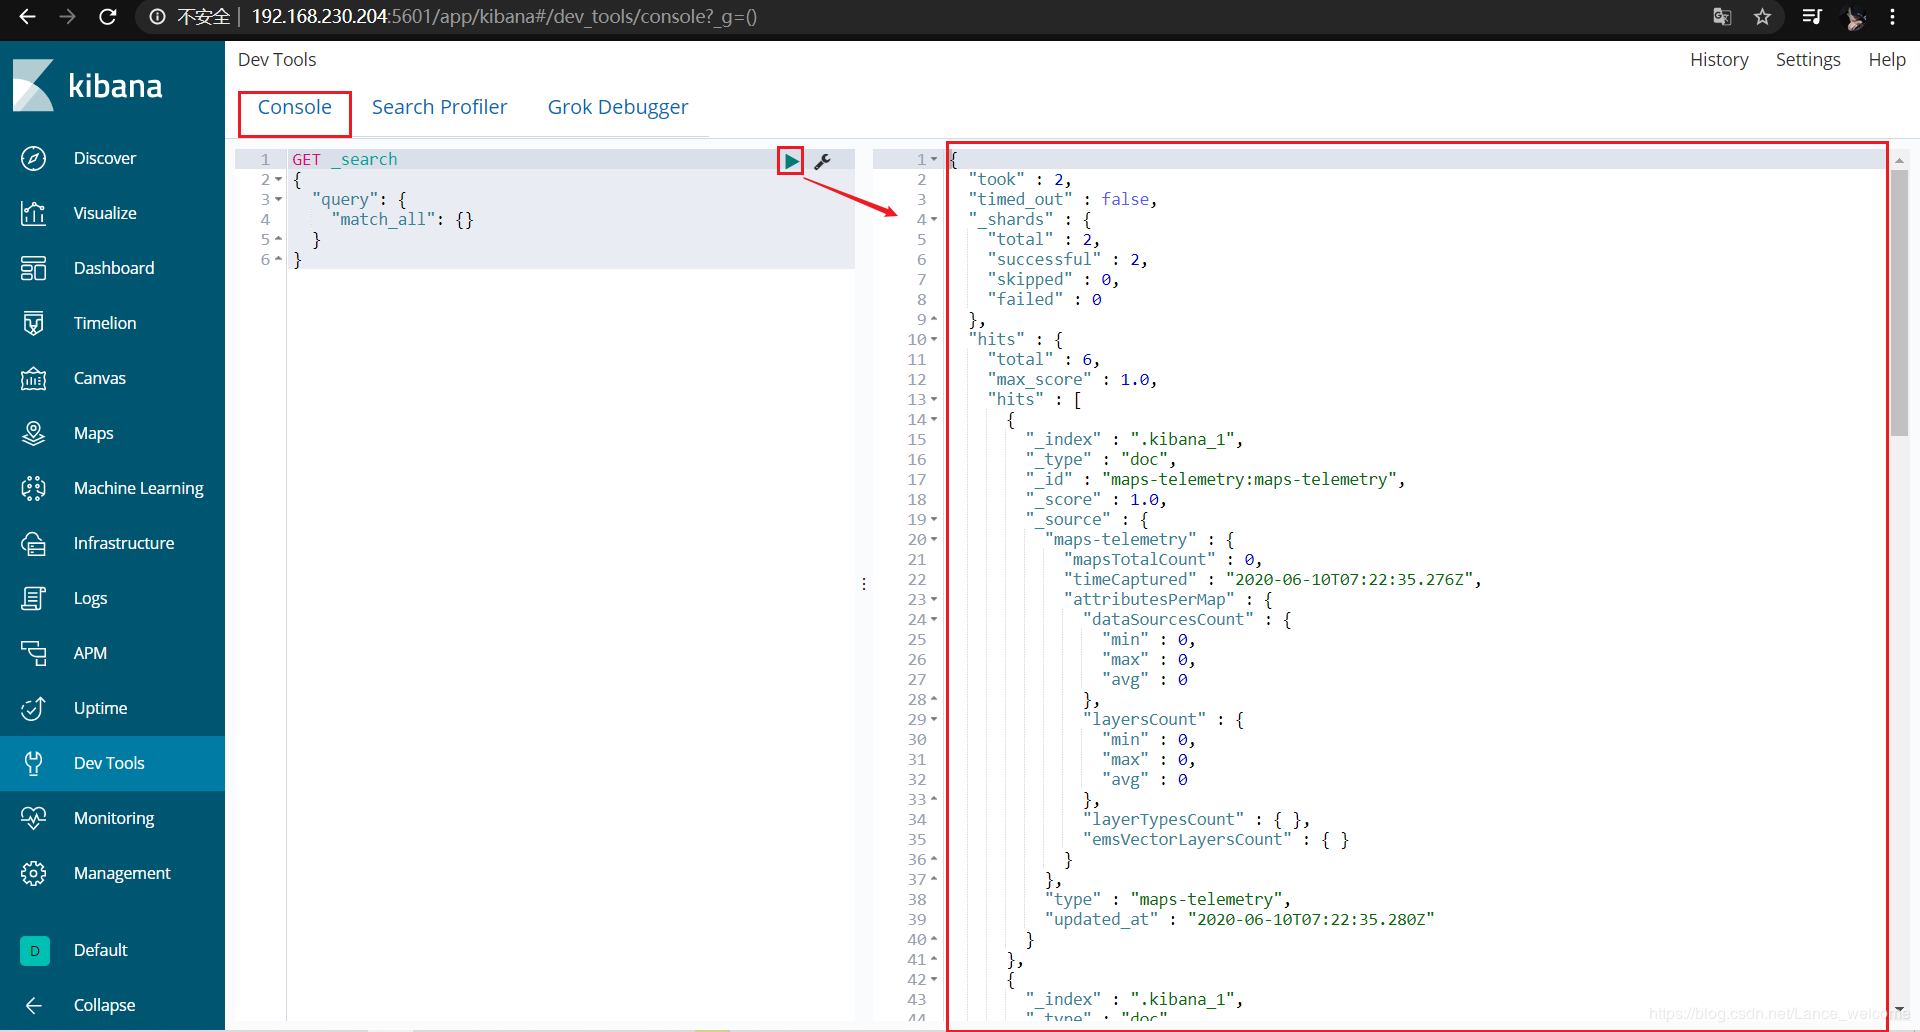 不安全 | 192.168.230.204:5601/app/kibana#/dev_tools/console?_g=()
kibana
Discover
Visualize
Dashboard
Timelion
Canvas
Maps
Machine Learning
Infrastructure
Logs
APM
Uptime
Dev Tools
Monitoring
Management
D Default
Collapse
Dev Tools
History Settings Help
Console Search Profiler Grok Debugger
1 GET _search
2 {
3 "query": {
4 "match_all": {}
5 }
6 }
1 {
2 "took" : 2,
3 "timed_out" : false,
4 "_shards" : {
5 "total" : 2,
6 "successful" : 2,
7 "skipped" : 0,
8 "failed" : 0
9 },
10 "hits" : {
11 "total" : 6,
12 "max_score" : 1.0,
13 "hits" : [
14 {
15 "_index" : ".kibana_1",
16 "_type" : "doc",
17 "_id" : "maps-telemetry:maps-telemetry",
18 "_score" : 1.0,
19 "_source" : {
20 "maps-telemetry" : {
21 "mapsTotalCount" : 0,
22 "timeCaptured" : "2020-06-10T07:22:35.276Z",
23 "attributesPerMap" : {
24 "dataSourcesCount" : {
25 "min" : 0,
26 "max" : 0,
27 "avg" : 0
28 },
29 "layersCount" : {
30 "min" : 0,
31 "max" : 0,
32 "avg" : 0
33 },
34 "layerTypesCount" : { },
35 "emsVectorLayersCount" : { }
36 }
37 },
38 "type" : "maps-telemetry",
39 "updated_at" : "2020-06-10T07:22:35.280Z"
40 }
41 },
42 {
43 "_index" : ".kibana_1",
44 "_type" : "doc",
https://blog.csdn.net/Lance_welcome